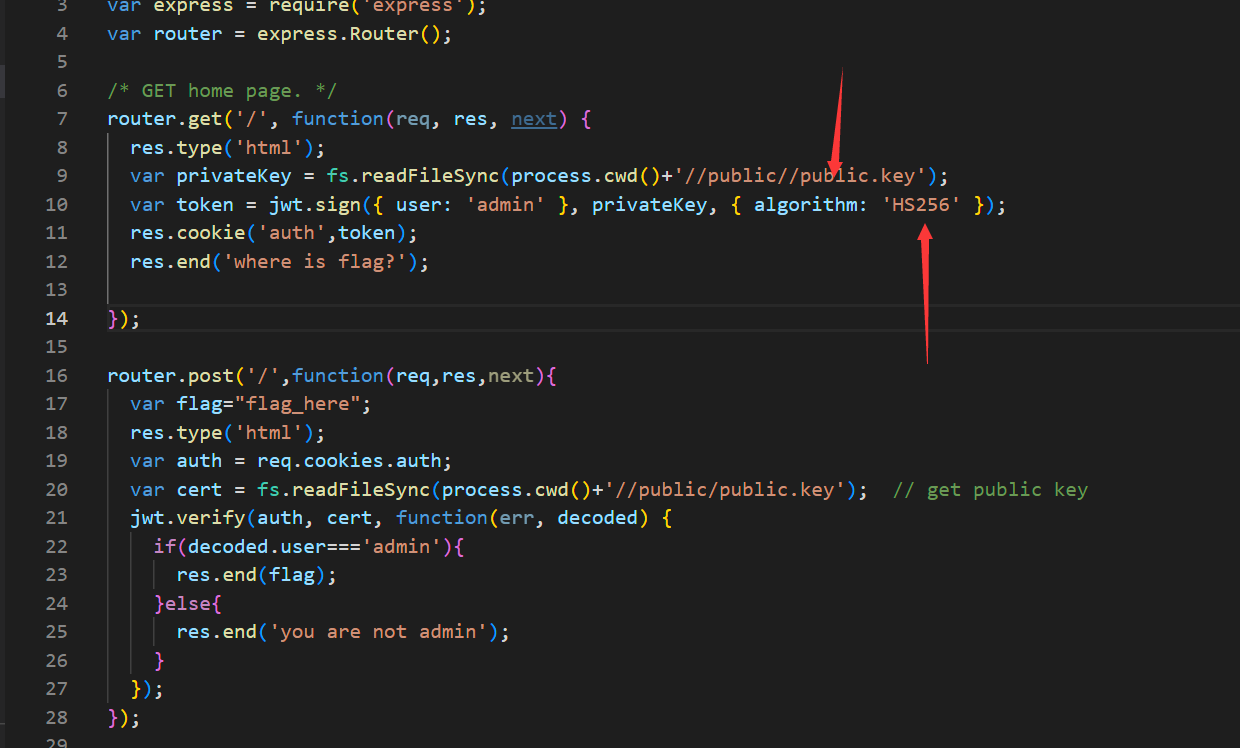 3 var express = require('express');
4 var router = express.Router();
5
6 /* GET home page. */
7 router.get('/', function(req, res, next) {
8 res.type('html');
9 var privateKey = fs.readFileSync(process.cwd()+'//public//public.key');
10 var token = jwt.sign({ user: 'admin' }, privateKey, { algorithm: 'HS256' });
11 res.cookie('auth',token);
12 res.end('where is flag?');
13
14 });
15
16 router.post('/',function(req,res,next){
17 var flag="flag_here";
18 res.type('html');
19 var auth = req.cookies.auth;
20 var cert = fs.readFileSync(process.cwd()+'//public/public.key');  // get public key
21 jwt.verify(auth, cert, function(err, decoded) {
22 if(decoded.user==='admin'){
23 res.end(flag);
24 }else{
25 res.end('you are not admin');
26 }
27 });
28 });
29